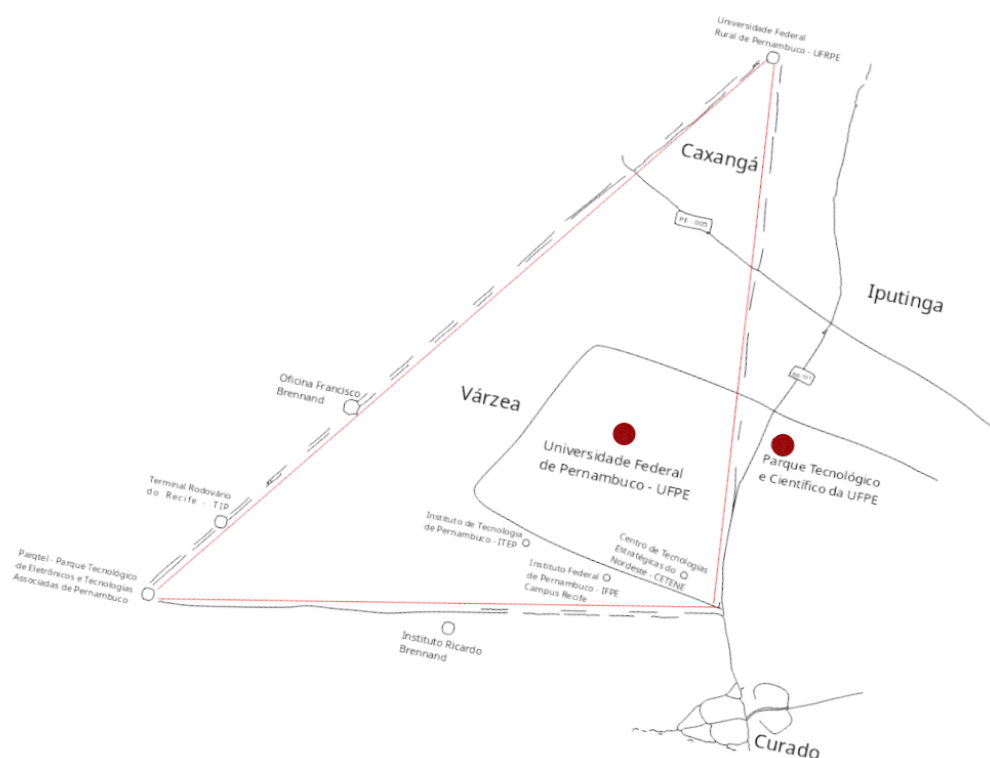 Universidade Federal
Rural de Pernambuco - UFRPE
Caxangá
PE - 005
Iputinga
Oficina Francisco
Brennand
Várzea
Universidade Federal
de Pernambuco - UFPE
Parque Tecnológico
e Científico da UFPE
Terminal Rodovário
do Recife - TIP
Instituto de Tecnologia
de Pernambuco - ITEP
Centro de Tecnologias
Estratégicas do
Nordeste - CETENE
Parqtel - Parque Tecnológico
de Eletrônicos e Tecnologias
Associadas de Pernambuco
Instituto Federal
de Pernambuco - IFPE
Campus Recife
Instituto Ricardo
Brennand
Curado